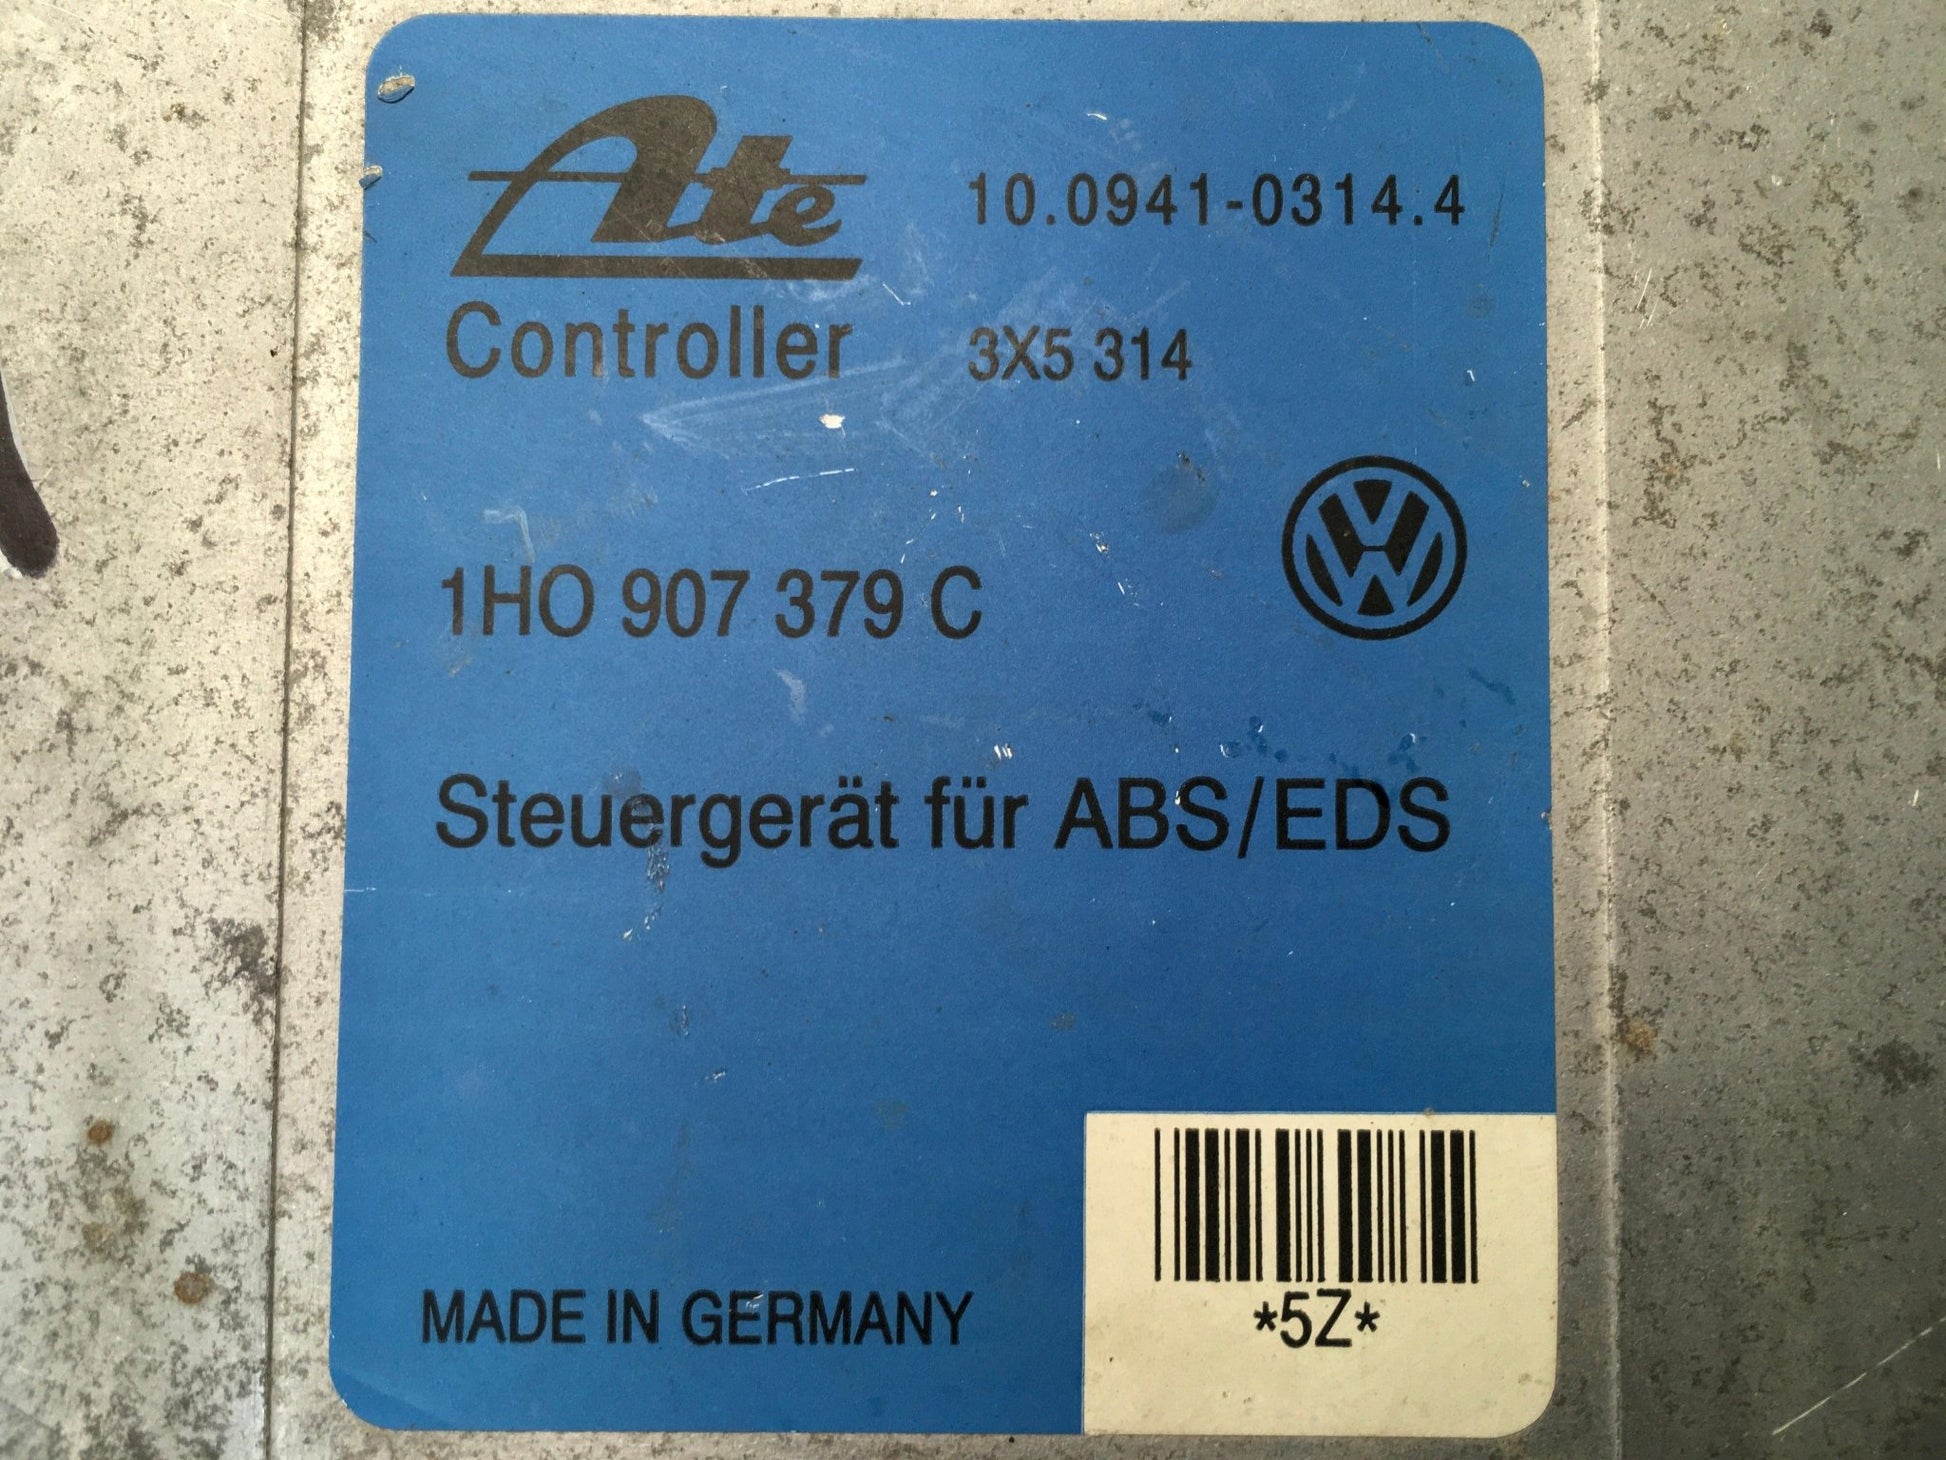 Ate 10.0941-0314.4
Controller 3X5 314
1HO 907 379 C
Steuergerät für ABS/EDS
MADE IN GERMANY
*5Z*